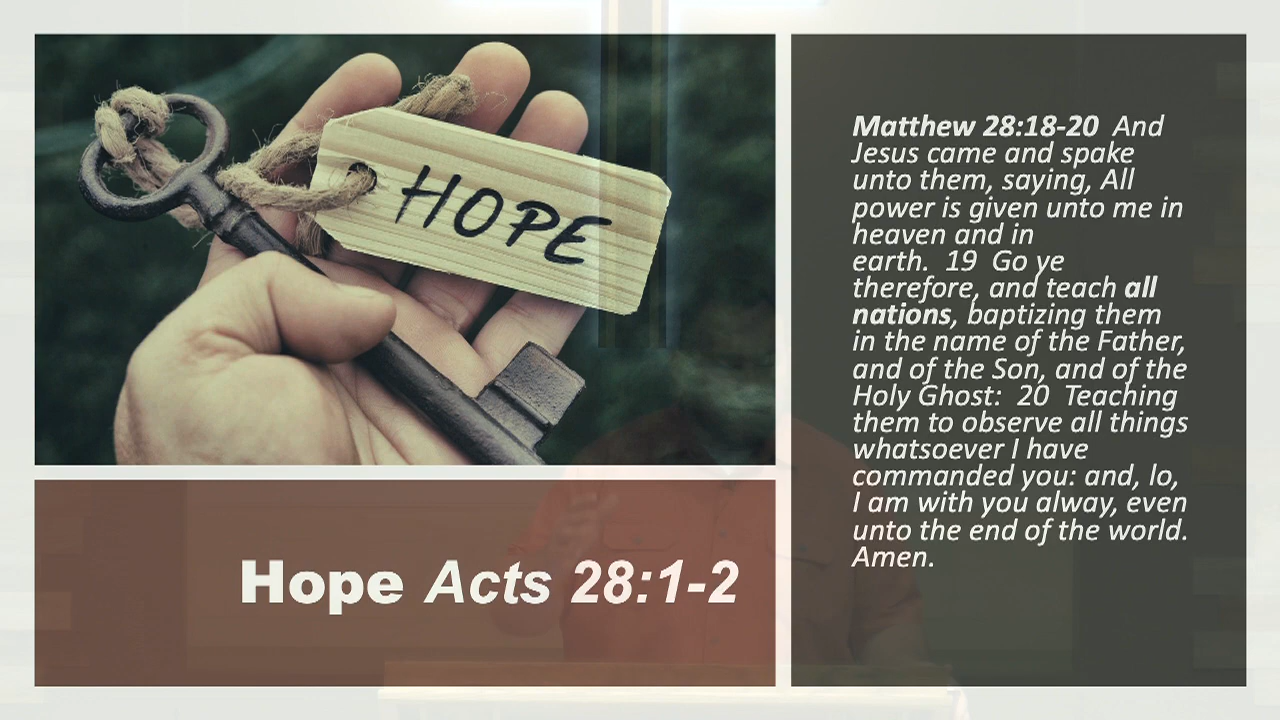 HOPE
Hope Acts 28:1-2
Matthew 28:18-20  And
Jesus came and spake
unto them, saying, All
power is given unto me in
heaven and in
earth.  19  Go ye
therefore, and teach all
nations, baptizing them
in the name of the Father,
and of the Son, and of the
Holy Ghost:  20  Teaching
them to observe all things
whatsoever I have
commanded you: and, lo,
I am with you alway, even
unto the end of the world.
Amen.